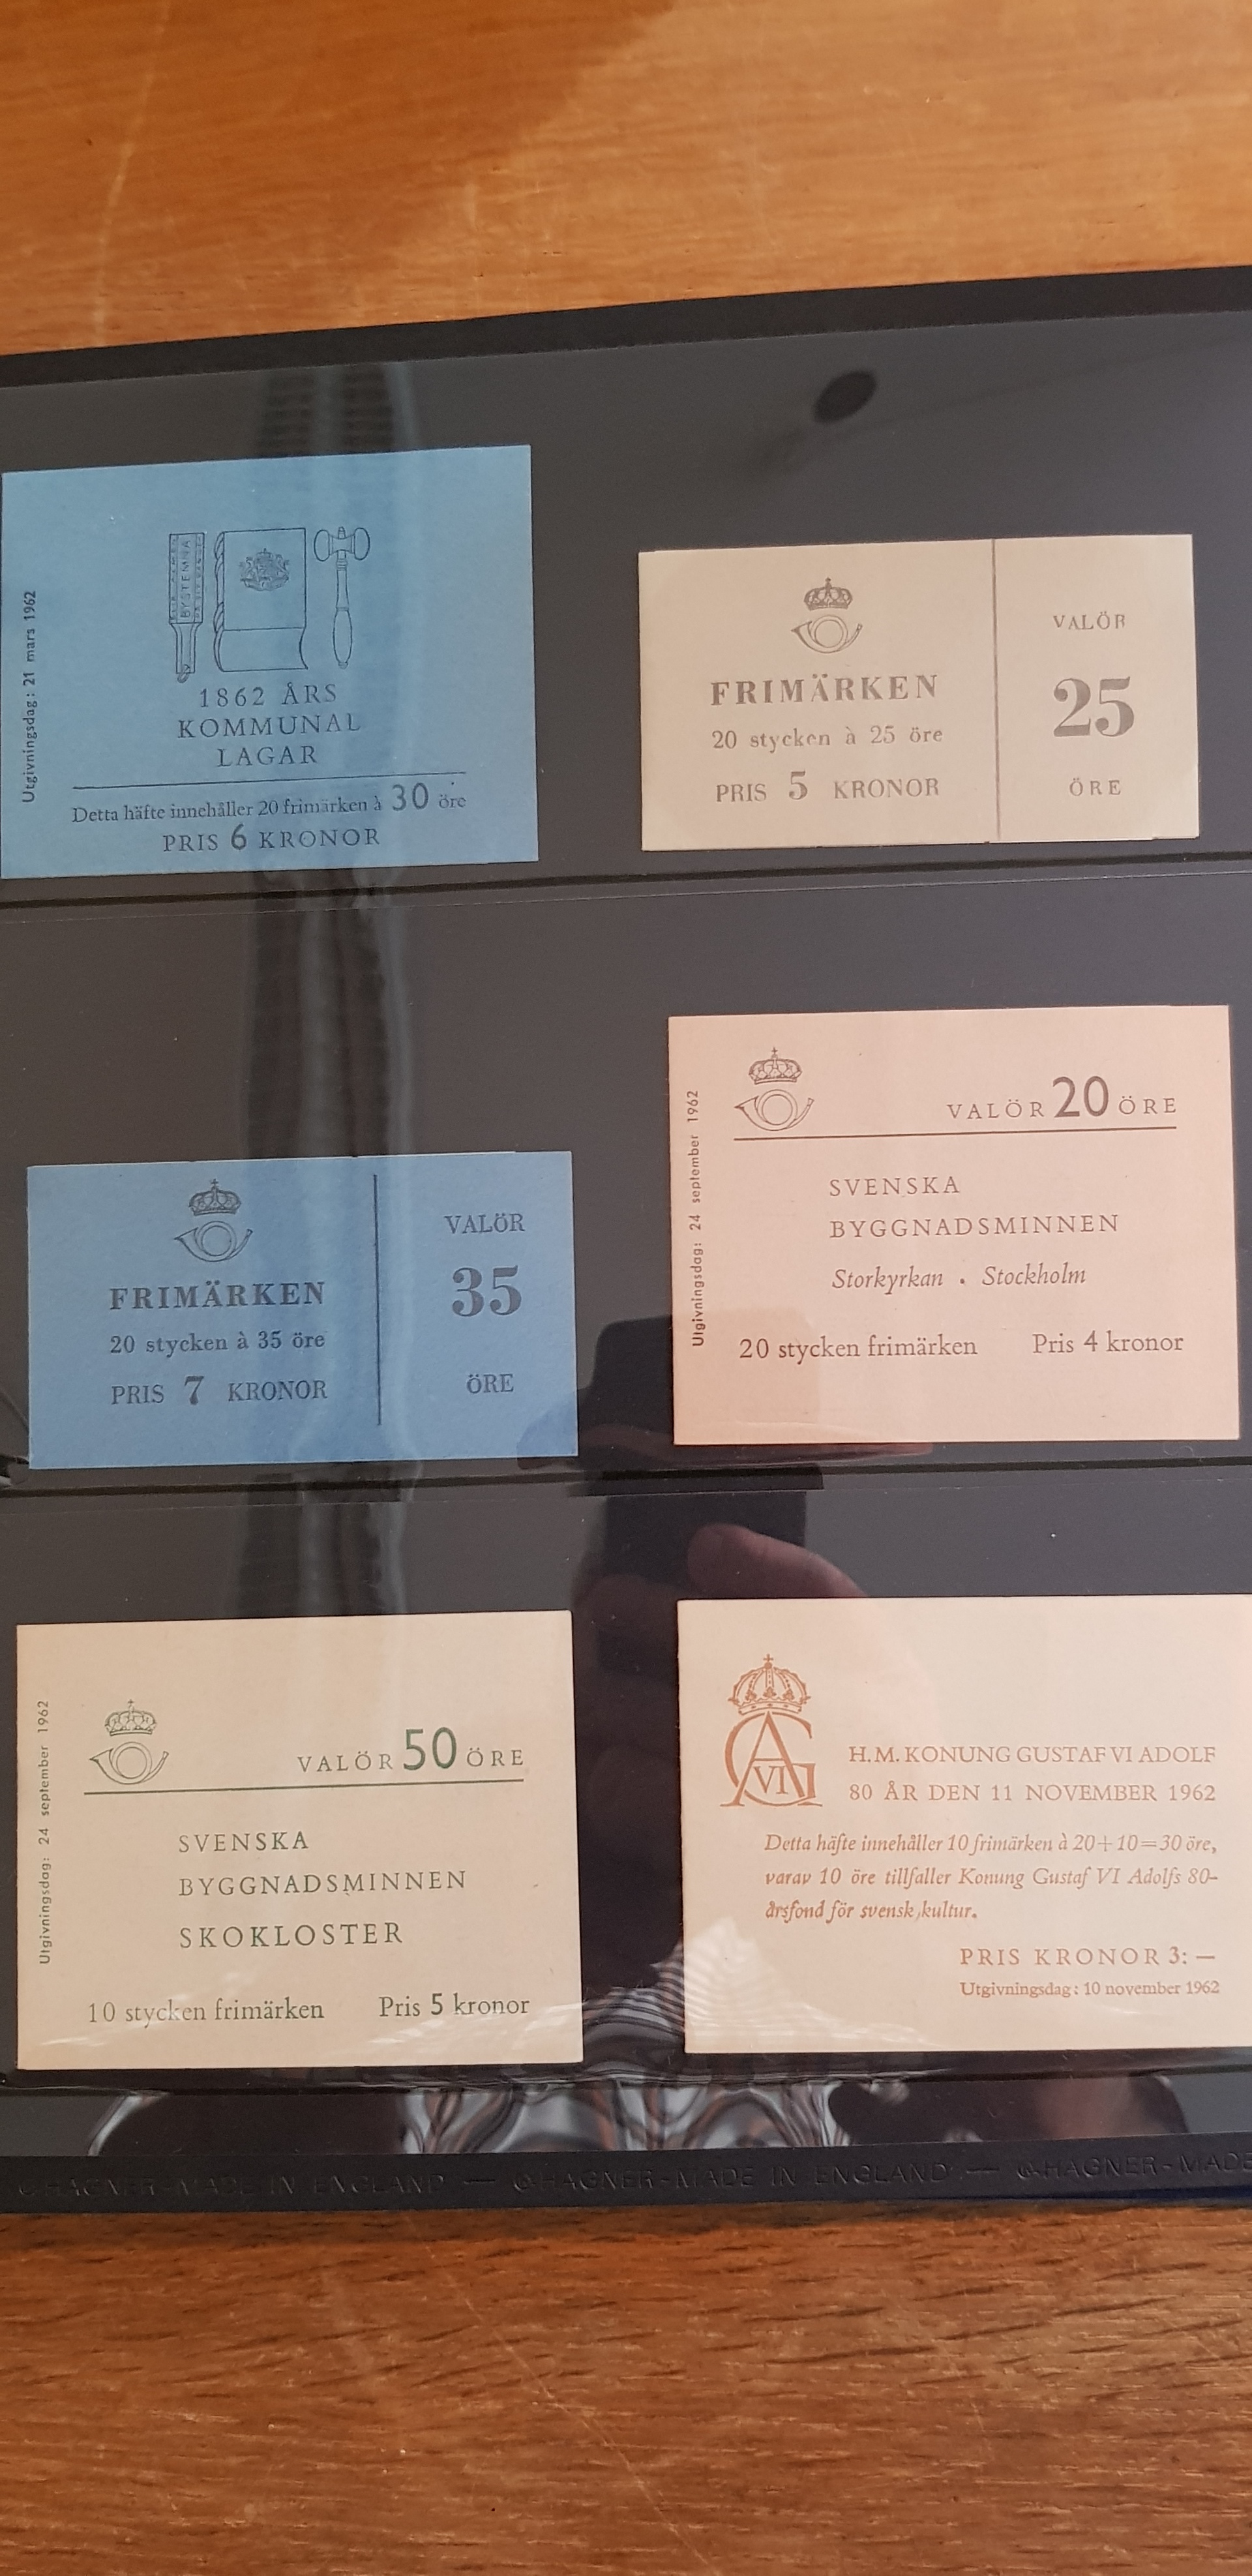 Utgivningsdag: 21 mars 1962
BYSTEMNA
1862 ÅRS
KOMMUNAL
LAGAR
Detta häfte innehåller 20 frimärken à 30 öre
PRIS 6 KRONOR
FRIMÄRKEN
20 stycken à 25 öre
PRIS 5 KRONOR
VALÖR
25
ÖRE
FRIMÄRKEN
20 stycken à 35 öre
PRIS 7 KRONOR
VALÖR
35
ÖRE
Utgivningsdag: 24 september 1962
VALÖR 20 ÖRE
SVENSKA
BYGGNADSMINNEN
Storkyrkan . Stockholm
20 stycken frimärken Pris 4 kronor
Utgivningsdag: 24 september 1962
VALÖR 50 ÖRE
SVENSKA
BYGGNADSMINNEN
SKOKLOSTER
10 stycken frimärken Pris 5 kronor
GA VI
H.M. KONUNG GUSTAF VI ADOLF
80 ÅR DEN 11 NOVEMBER 1962
Detta häfte innehåller 10 frimärken à 20+10=30 öre,
varav 10 öre tillfaller Konung Gustaf VI Adolfs 80-
årsfond för svensk kultur.
PRIS KRONOR 3: —
Utgivningsdag: 10 november 1962
HAGNER-MADE IN ENGLAND — @HAGNER-MADE IN ENGLAND — @HAGNER-MADE